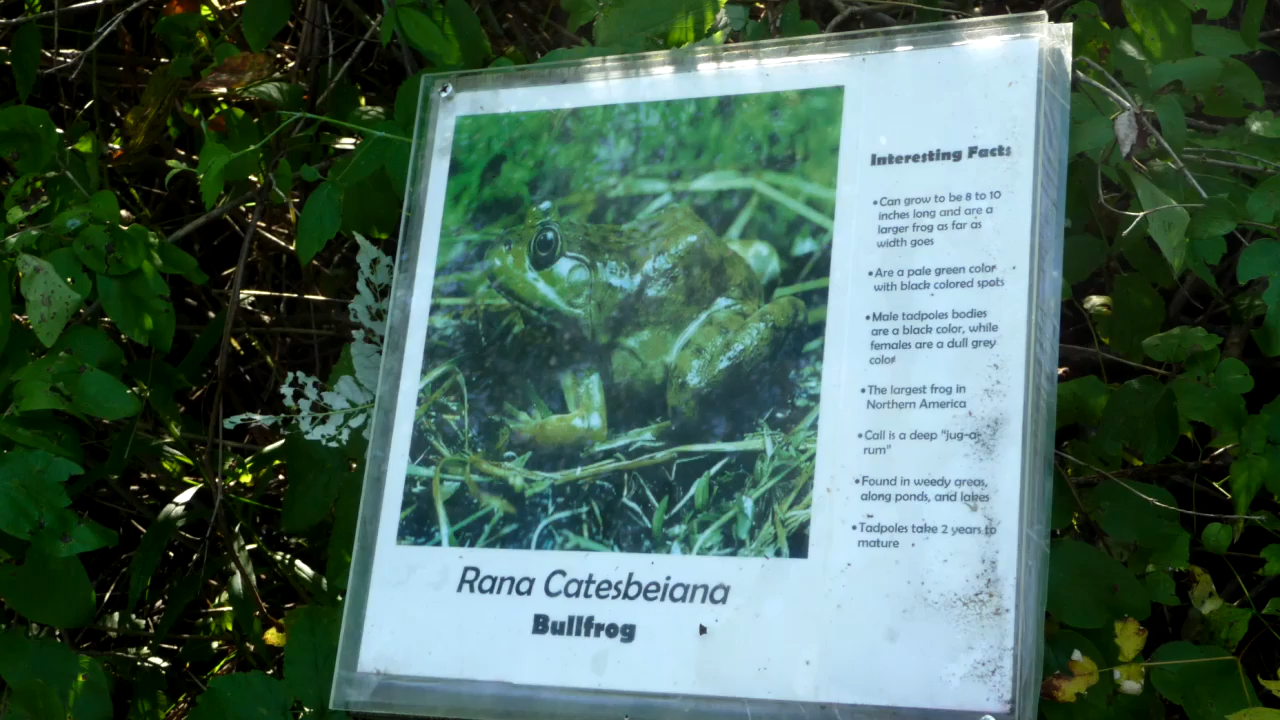 Interesting Facts
•Can grow to be 8 to 10
inches long and are a
larger frog as far as
width goes
•Are a pale green color
with black colored spots
•Male tadpoles bodies
are a black color, while
females are a dull grey
color
•The largest frog in
Northern America
•Call is a deep "jug-a-
rum"
•Found in weedy areas,
along ponds, and lakes
•Tadpoles take 2 years to
mature
Rana Catesbeiana
Bullfrog